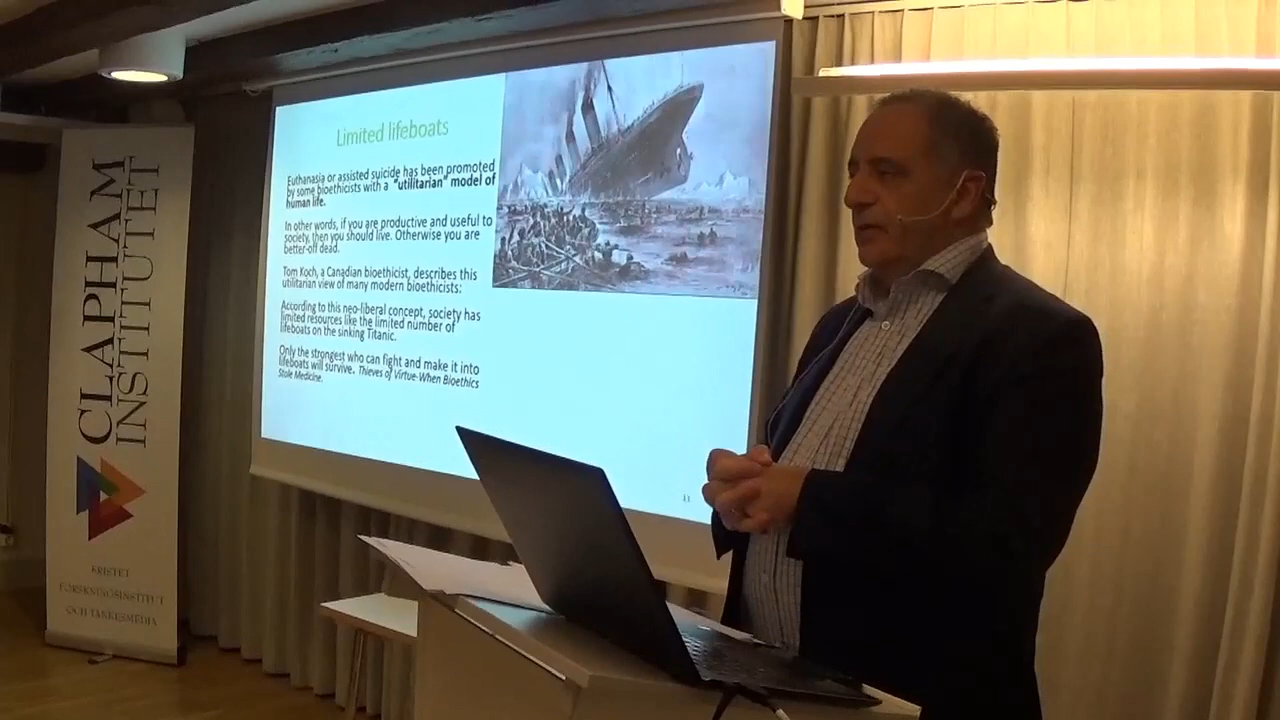 CLAPHAM
INSTITUTET
KRISTET
FORSKNINGSINSTITUT
OCH TANKESMEDJA
Limited lifeboats
Euthanasia or assisted suicide has been promoted
by some bioethicists with a "utilitarian" model of
human life.
In other words, if you are productive and useful to
society, then you should live. Otherwise you are
better-off dead.
Tom Koch, a Canadian bioethicist, describes this
utilitarian view of many modern bioethicists:
According to this neo-liberal concept, society has
limited resources like the limited number of
lifeboats on the sinking Titanic.
Only the strongest who can fight and make it into
lifeboats will survive. Thieves of Virtue-When Bioethics
Stole Medicine.
11